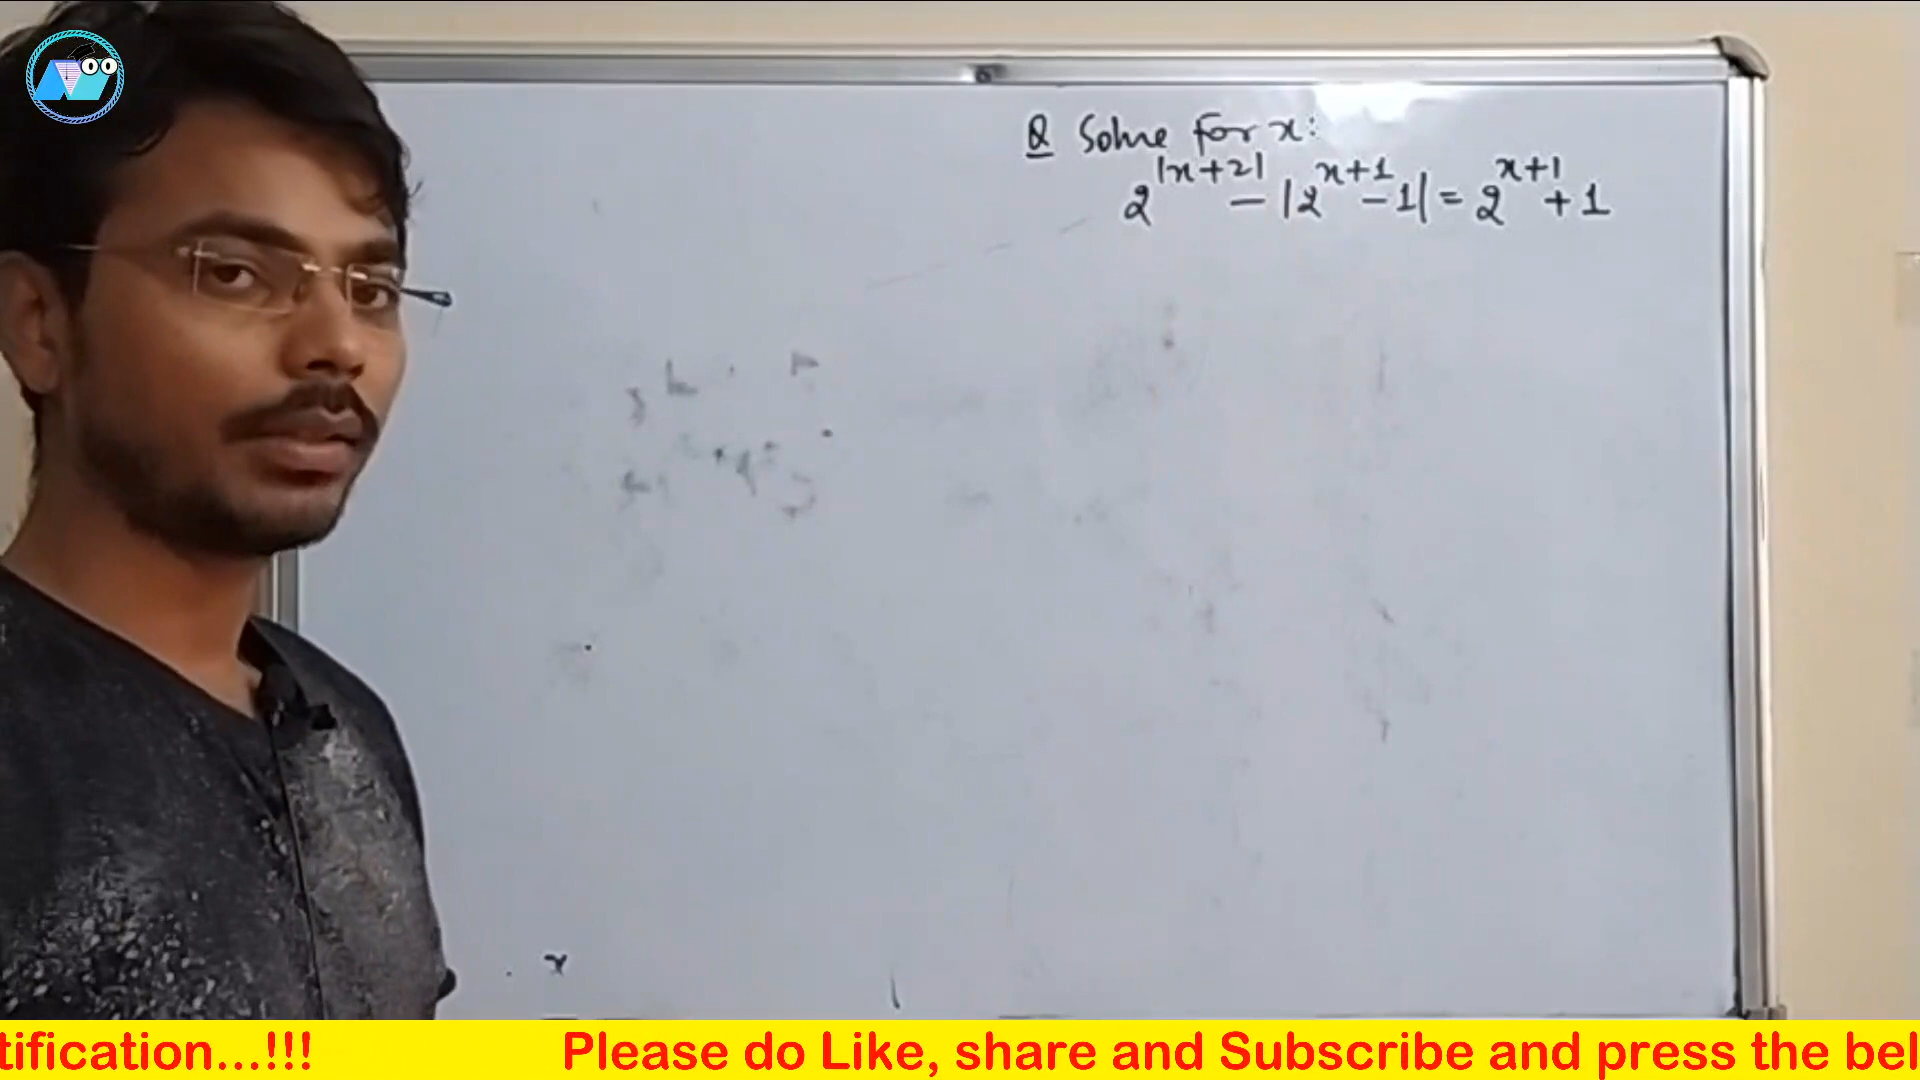 Q Solve for x:
2^|x+2| - |2^x+1 - 1| = 2^x+1 + 1
x
tification...!!! Please do Like, share and Subscribe and press the bel